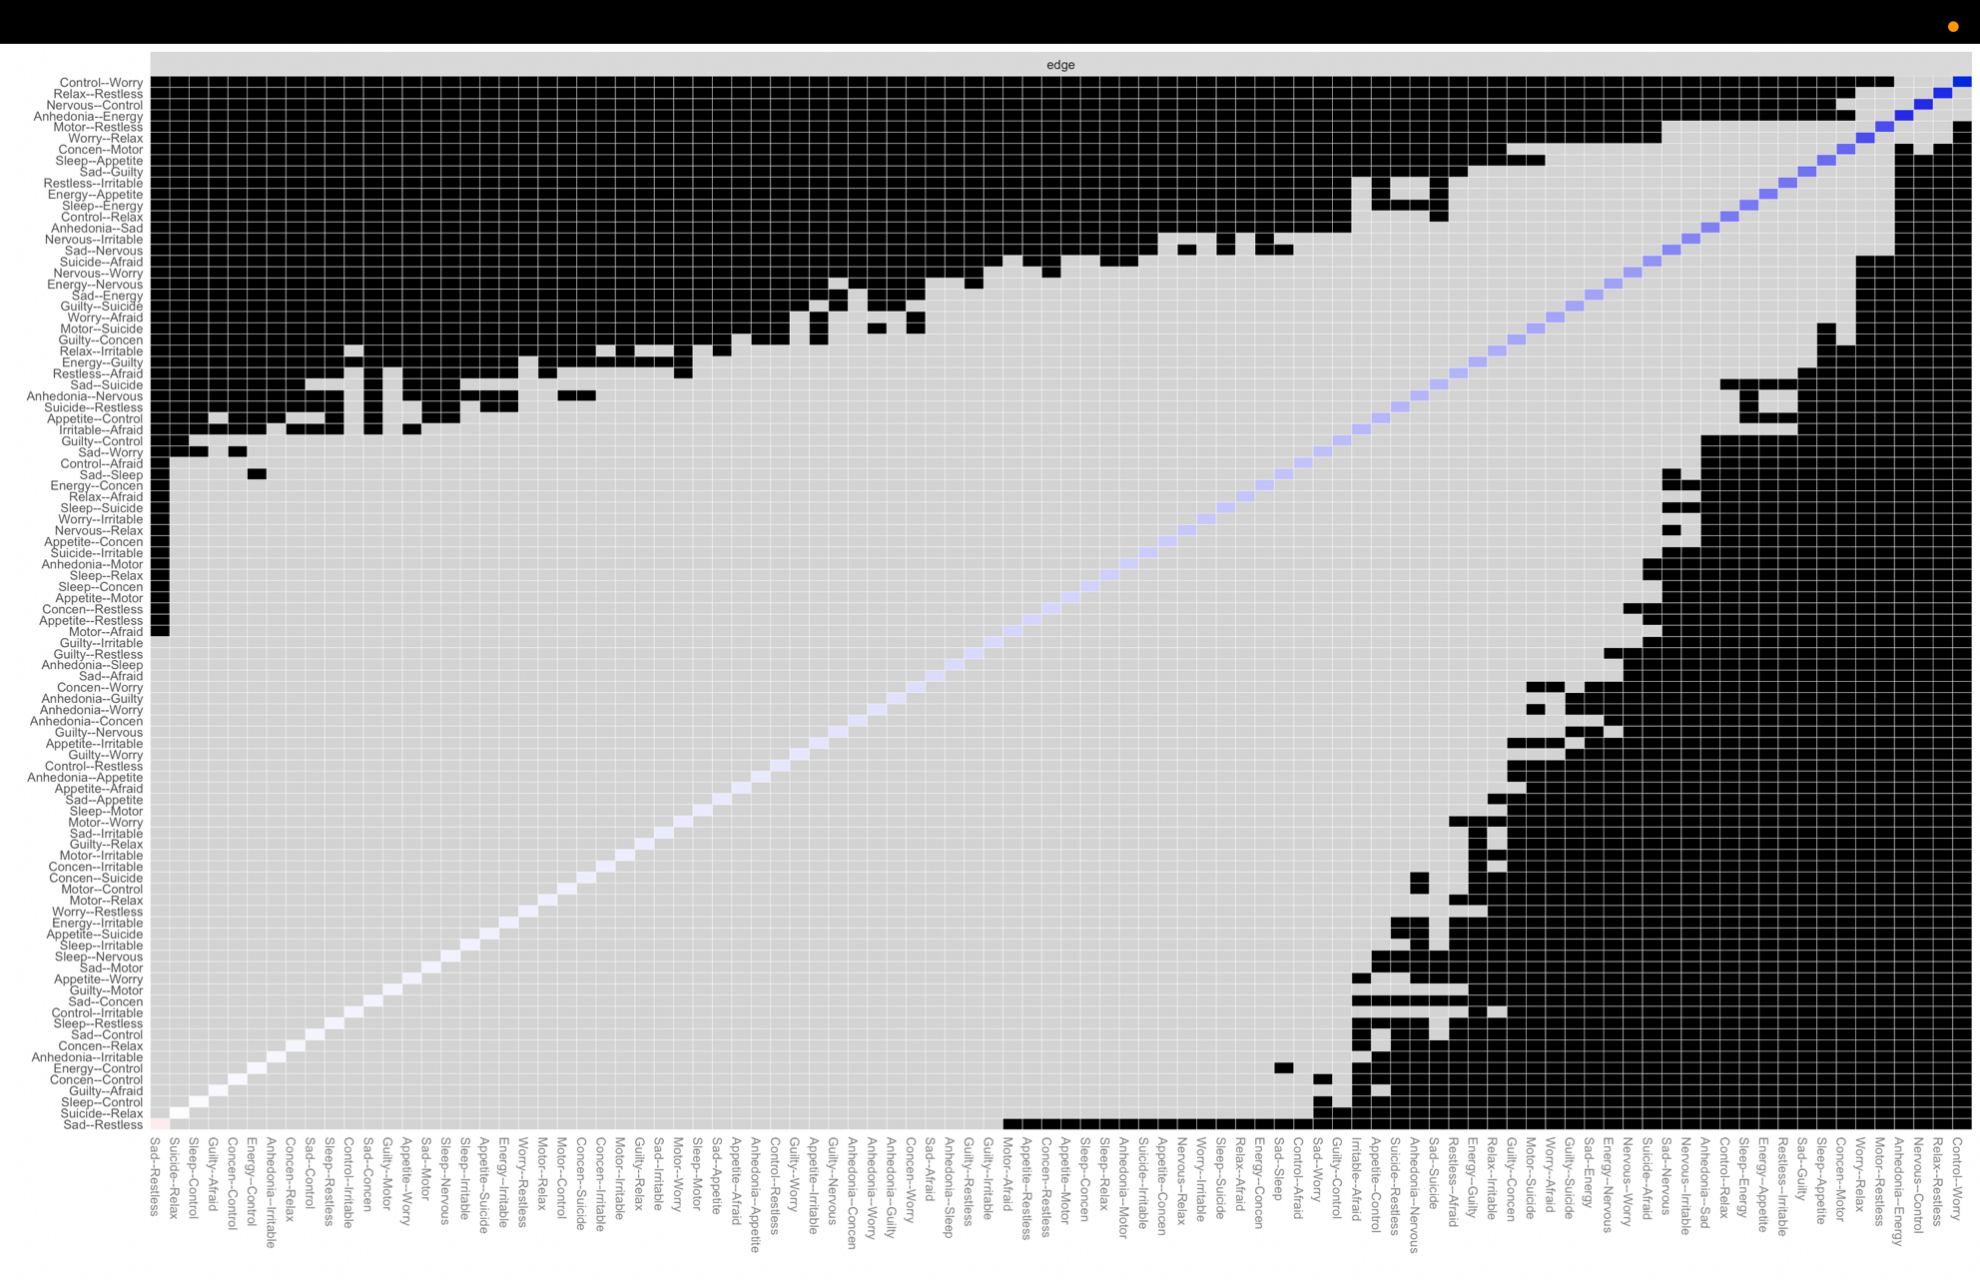 edge
Control--Worry
Relax--Restless
Nervous--Control
Anhedonia--Energy
Motor--Restless
Worry--Relax
Concen--Motor
Sleep--Appetite
Sad--Guilty
Restless--Irritable
Energy--Appetite
Sleep--Energy
Control--Relax
Anhedonia--Sad
Nervous--Irritable
Sad--Nervous
Suicide--Afraid
Nervous--Worry
Energy--Nervous
Sad--Energy
Guilty--Suicide
Worry--Afraid
Motor--Suicide
Guilty--Concen
Relax--Irritable
Energy--Guilty
Restless--Afraid
Sad--Suicide
Anhedonia--Nervous
Suicide--Restless
Appetite--Control
Irritable--Afraid
Guilty--Control
Sad--Worry
Control--Afraid
Sad--Sleep
Energy--Concen
Relax--Afraid
Sleep--Suicide
Worry--Irritable
Nervous--Relax
Appetite--Concen
Suicide--Irritable
Anhedonia--Motor
Sleep--Relax
Sleep--Concen
Appetite--Motor
Concen--Restless
Appetite--Restless
Motor--Afraid
Guilty--Irritable
Guilty--Restless
Anhedonia--Sleep
Sad--Afraid
Concen--Worry
Anhedonia--Guilty
Anhedonia--Worry
Anhedonia--Concen
Guilty--Nervous
Appetite--Irritable
Guilty--Worry
Control--Restless
Anhedonia--Appetite
Appetite--Afraid
Sad--Appetite
Sleep--Motor
Motor--Worry
Sad--Irritable
Guilty--Relax
Motor--Irritable
Concen--Irritable
Concen--Suicide
Motor--Control
Motor--Relax
Worry--Restless
Energy--Irritable
Appetite--Suicide
Sleep--Irritable
Sleep--Nervous
Sad--Motor
Appetite--Worry
Guilty--Motor
Sad--Concen
Control--Irritable
Sleep--Restless
Sad--Control
Concen--Relax
Anhedonia--Irritable
Energy--Control
Concen--Control
Guilty--Afraid
Sleep--Control
Suicide--Relax
Sad--Restless
Sad--Restless
Suicide--Relax
Sleep--Control
Guilty--Afraid
Concen--Control
Energy--Control
Anhedonia--Irritable
Concen--Relax
Sad--Control
Sleep--Restless
Control--Irritable
Sad--Concen
Guilty--Motor
Appetite--Worry
Sad--Motor
Sleep--Nervous
Sleep--Irritable
Appetite--Suicide
Energy--Irritable
Worry--Restless
Motor--Relax
Motor--Control
Concen--Suicide
Concen--Irritable
Motor--Irritable
Guilty--Relax
Sad--Irritable
Motor--Worry
Sleep--Motor
Sad--Appetite
Appetite--Afraid
Anhedonia--Appetite
Control--Restless
Guilty--Worry
Appetite--Irritable
Guilty--Nervous
Anhedonia--Concen
Anhedonia--Worry
Anhedonia--Guilty
Concen--Worry
Sad--Afraid
Anhedonia--Sleep
Guilty--Restless
Guilty--Irritable
Motor--Afraid
Appetite--Restless
Concen--Restless
Appetite--Motor
Sleep--Concen
Sleep--Relax
Anhedonia--Motor
Suicide--Irritable
Appetite--Concen
Nervous--Relax
Worry--Irritable
Sleep--Suicide
Relax--Afraid
Energy--Concen
Sad--Sleep
Control--Afraid
Sad--Worry
Guilty--Control
Irritable--Afraid
Appetite--Control
Suicide--Restless
Anhedonia--Nervous
Sad--Suicide
Restless--Afraid
Energy--Guilty
Relax--Irritable
Guilty--Concen
Motor--Suicide
Worry--Afraid
Guilty--Suicide
Sad--Energy
Energy--Nervous
Nervous--Worry
Suicide--Afraid
Sad--Nervous
Nervous--Irritable
Anhedonia--Sad
Control--Relax
Sleep--Energy
Energy--Appetite
Restless--Irritable
Sad--Guilty
Sleep--Appetite
Concen--Motor
Worry--Relax
Motor--Restless
Anhedonia--Energy
Nervous--Control
Relax--Restless
Control--Worry